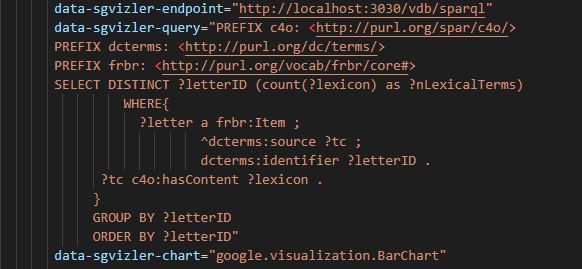 data-sgvizler-endpoint="http://localhost:3030/vdb/sparql"
data-sgvizler-query="PREFIX c4o: <http://purl.org/spar/c4o/>
PREFIX dcterms: <http://purl.org/dc/terms/>
PREFIX frbr: <http://purl.org/vocab/frbr/core#>
SELECT DISTINCT ?letterID (count(?lexicon) as ?nLexicalTerms)
WHERE{
?letter a frbr:Item ;
^dcterms:source ?tc ;
dcterms:identifier ?letterID .
?tc c4o:hasContent ?lexicon .
}
GROUP BY ?letterID
ORDER BY ?letterID"
data-sgvizler-chart="google.visualization.BarChart"